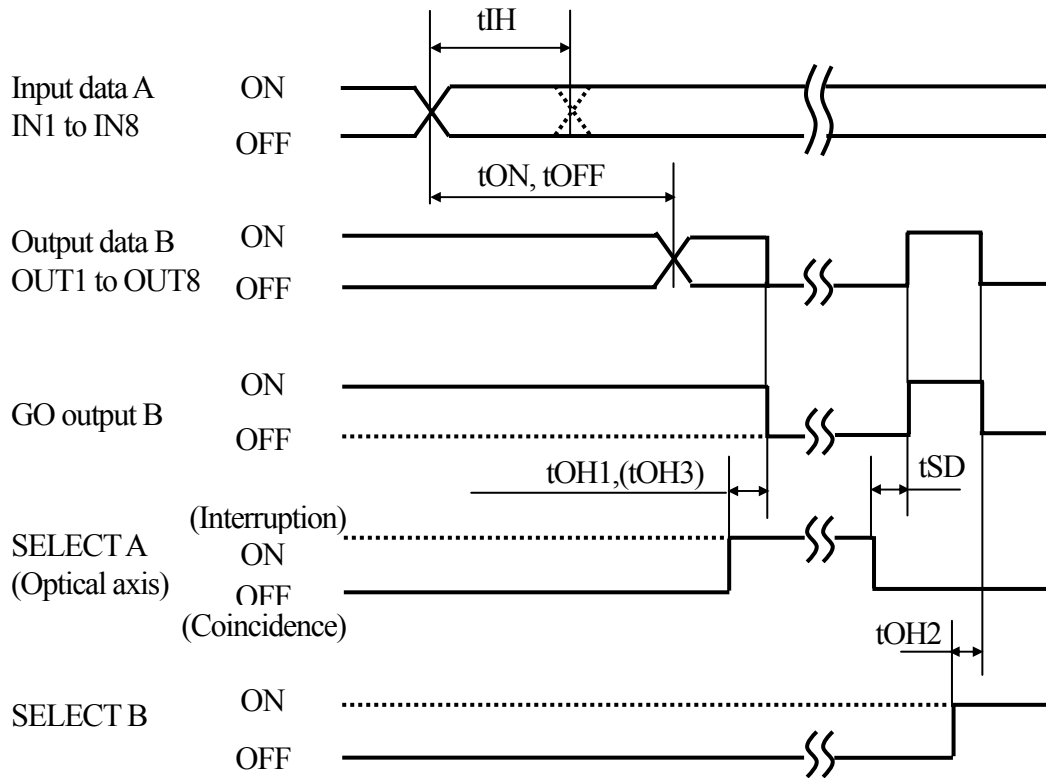 tIH
Input data A
IN1 to IN8
ON
OFF
tON, tOFF
Output data B
OUT1 to OUT8
ON
OFF
GO output B
ON
OFF
tOH1,(tOH3)
tSD
(Interruption)
SELECT A
(Optical axis)
ON
OFF
(Coincidence)
tOH2
SELECT B
ON
OFF